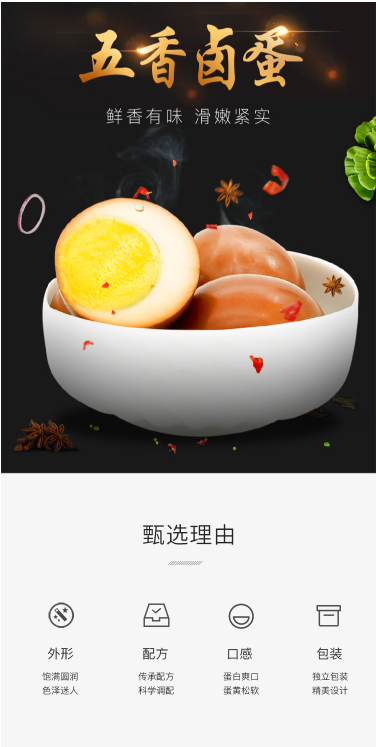 五香卤蛋
鲜香有味 滑嫩紧实
甄选理由
外形
饱满圆润
色泽迷人
配方
传承配方
科学调配
口感
蛋白爽口
蛋黄松软
包装
独立包装
精美设计